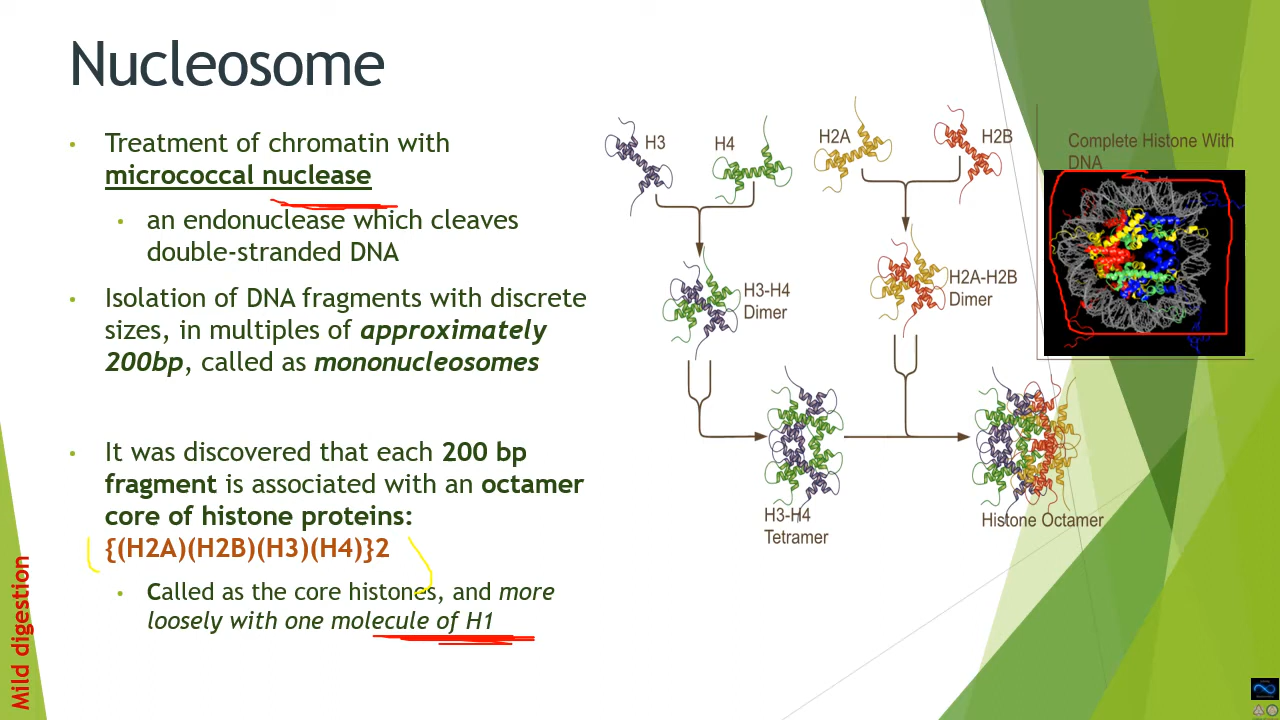 Nucleosome
Treatment of chromatin with
micrococcal nuclease
an endonuclease which cleaves
double-stranded DNA
Isolation of DNA fragments with discrete
sizes, in multiples of approximately
200bp, called as mononucleosomes
It was discovered that each 200 bp
fragment is associated with an octamer
core of histone proteins:
{(H2A)(H2B)(H3)(H4)}2
Called as the core histones, and more
loosely with one molecule of H1
Mild digestion
H3
H4
H2A
H2B
H3-H4
Dimer
H2A-H2B
Dimer
H3-H4
Tetramer
Histone Octamer
Complete Histone With
DNA